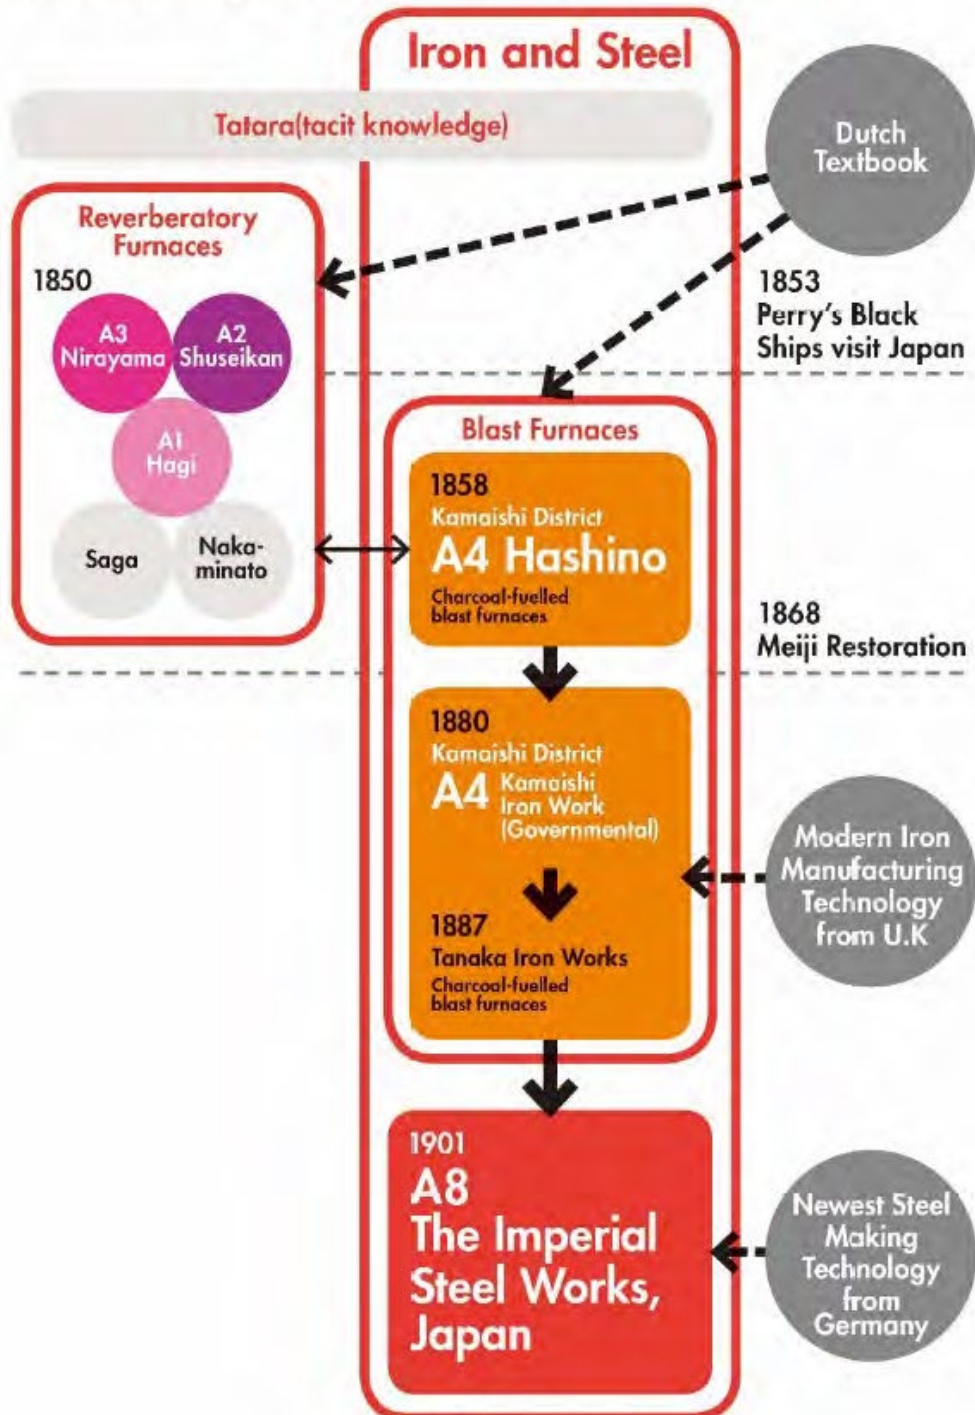 Iron and Steel
Tatara(tacit knowledge)
Dutch
Textbook
Reverberatory
Furnaces
1850
A3
Nirayama
A2
Shuseikan
A1
Hagi
Saga
Naka-
minato
1853
Perry's Black
Ships visit Japan
Blast Furnaces
1858
Kamaishi District
A4 Hashino
Charcoal-fuelled
blast furnaces
1868
Meiji Restoration
1880
Kamaishi District
A4 Kamaishi
Iron Work
(Governmental)
1887
Tanaka Iron Works
Charcoal-fuelled
blast furnaces
Modern Iron
Manufacturing
Technology
from U.K
1901
A8
The Imperial
Steel Works,
Japan
Newest Steel
Making
Technology
from
Germany